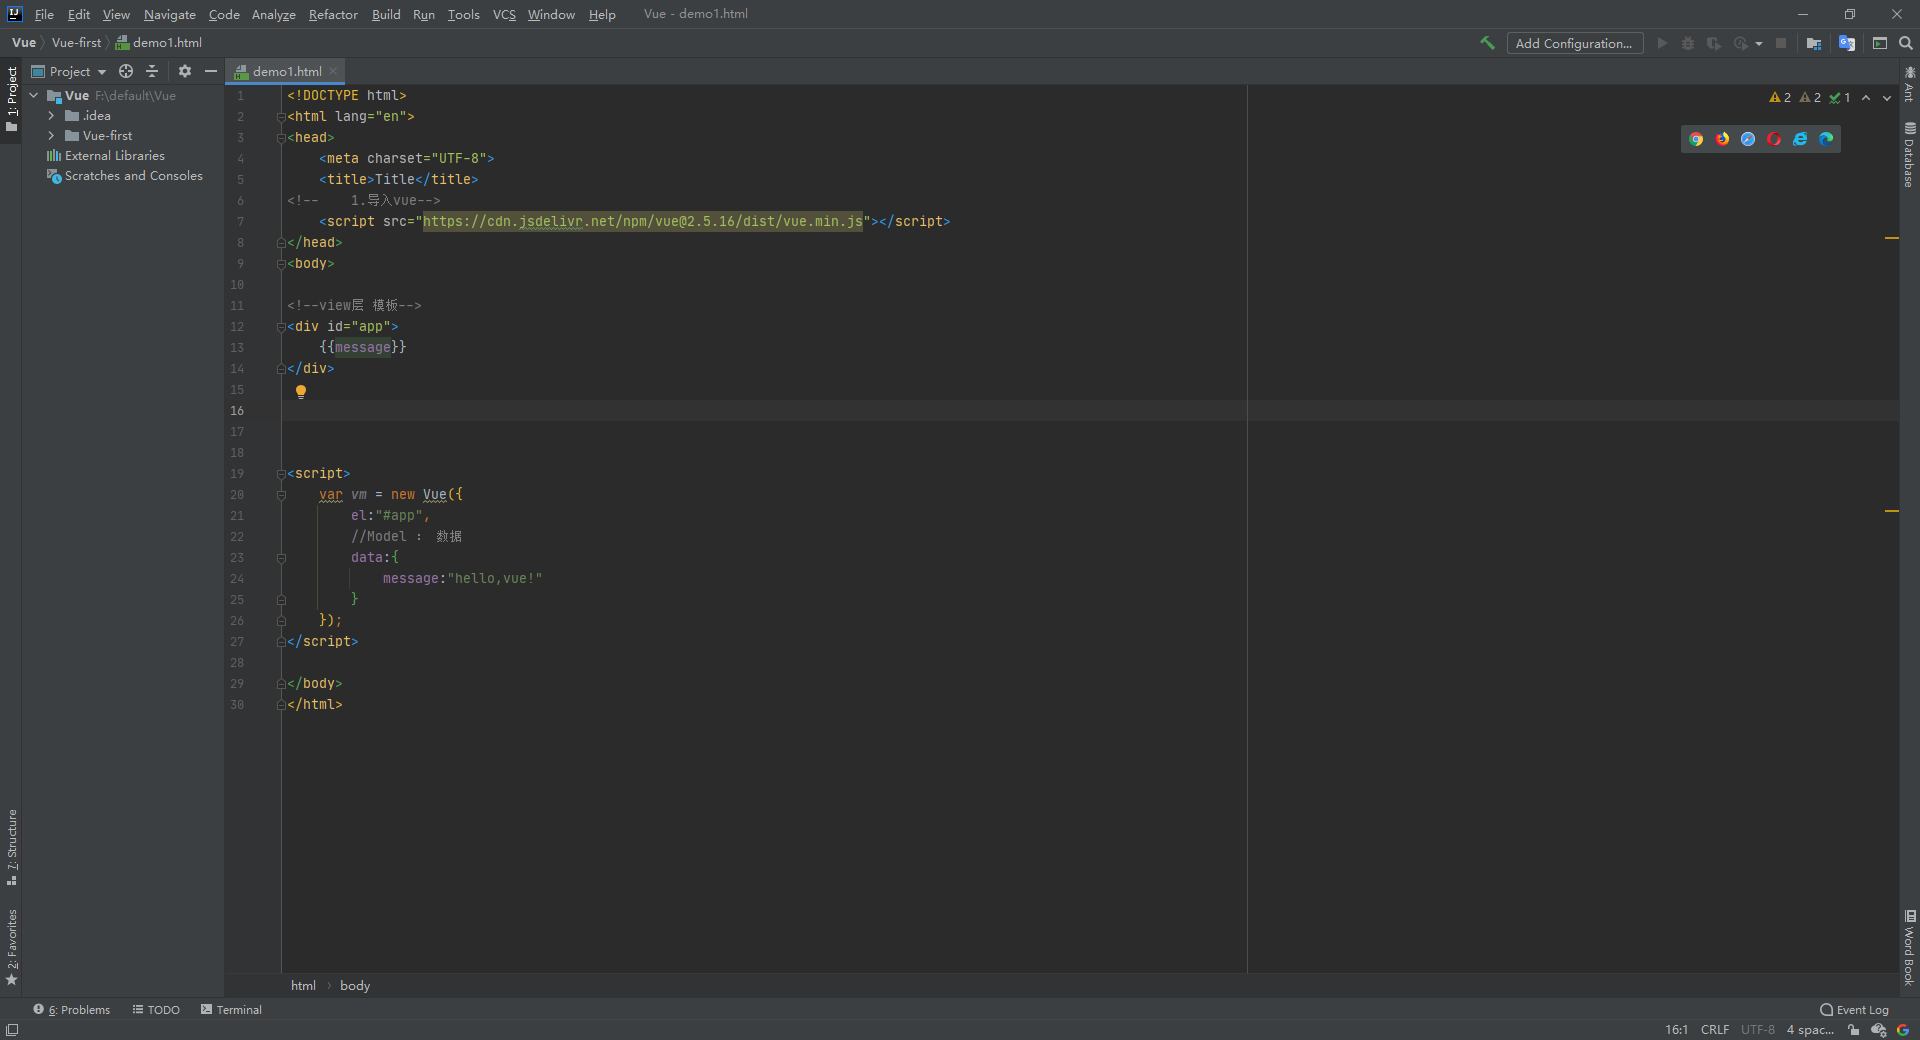 File Edit View Navigate Code Analyze Refactor Build Run Tools VCS Window Help Vue - demo1.html
Vue Vue-first demo1.html Add Configuration...
1: Project
Project
demo1.html
Vue F:\default\Vue
.idea
Vue-first
External Libraries
Scratches and Consoles
2 2 1
1 <!DOCTYPE html>
2 <html lang="en">
3 <head>
4 <meta charset="UTF-8">
5 <title>Title</title>
6 <!-- 1.导入vue-->
7 <script src="https://cdn.jsdelivr.net/npm/vue@2.5.16/dist/vue.min.js"></script>
8 </head>
9 <body>
10
11 <!--view层 模板-->
12 <div id="app">
13 {{message}}
14 </div>
15
16
17
18
19 <script>
20 var vm = new Vue({
21 el:"#app",
22 //Model : 数据
23 data:{
24 message:"hello,vue!"
25 }
26 });
27 </script>
28
29 </body>
30 </html>
Ant
Database
Word Book
7: Structure
2: Favorites
html body
6: Problems TODO Terminal Event Log
16:1 CRLF UTF-8 4 spac...